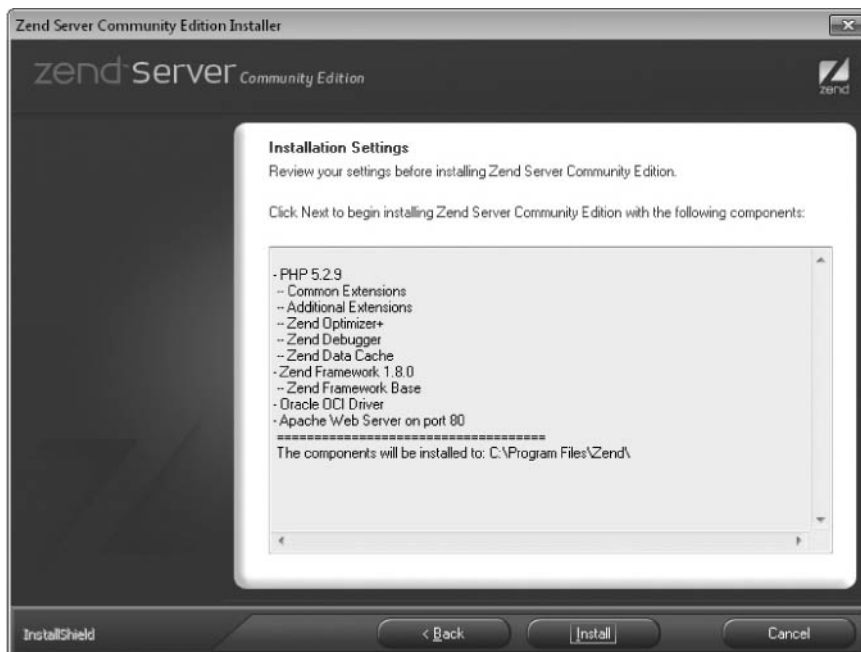 Zend Server Community Edition Installer
zend server Community Edition
zend
Installation Settings
Review your settings before installing Zend Server Community Edition.
Click Next to begin installing Zend Server Community Edition with the following components:
- PHP 5.2.9
-- Common Extensions
-- Additional Extensions
-- Zend Optimizer+
-- Zend Debugger
-- Zend Data Cache
- Zend Framework 1.8.0
-- Zend Framework Base
- Oracle OCI Driver
- Apache Web Server on port 80
====================================
The components will be installed to: C:\Program Files\Zend\
InstallShield
< Back
Install
Cancel